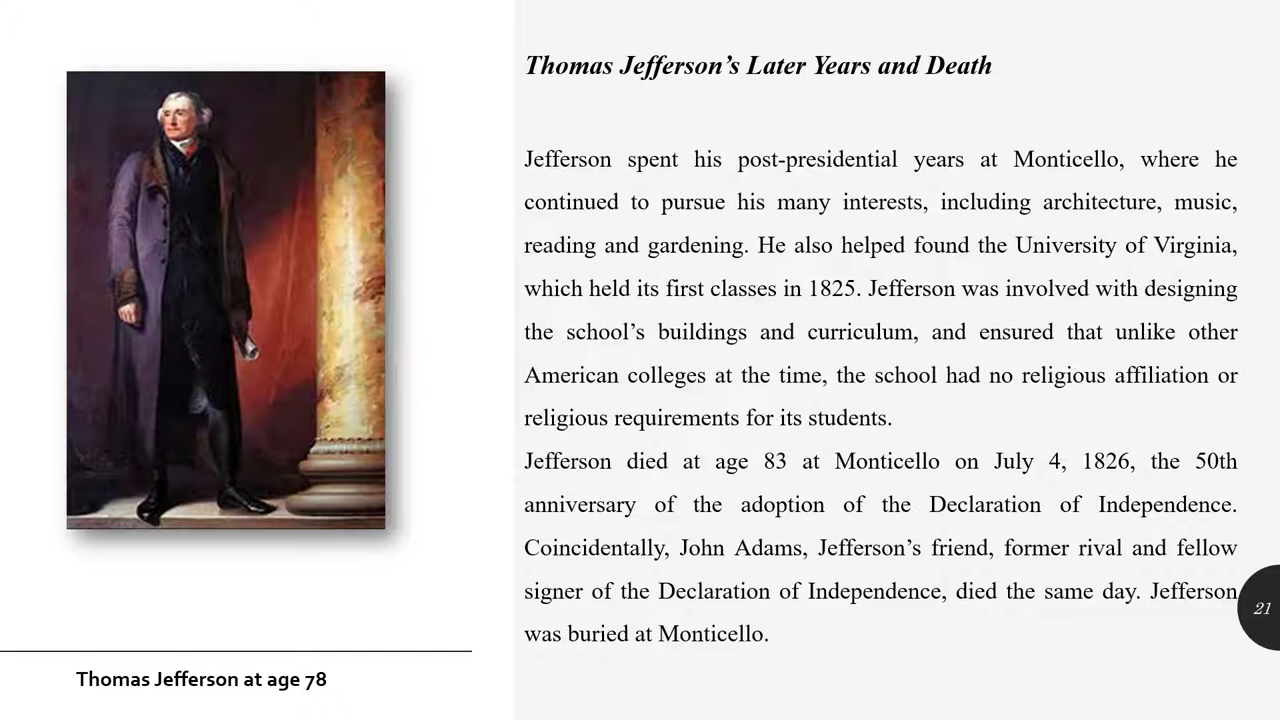 Thomas Jefferson’s Later Years and Death
Jefferson spent his post-presidential years at Monticello, where he
continued to pursue his many interests, including architecture, music,
reading and gardening. He also helped found the University of Virginia,
which held its first classes in 1825. Jefferson was involved with designing
the school’s buildings and curriculum, and ensured that unlike other
American colleges at the time, the school had no religious affiliation or
religious requirements for its students.
Jefferson died at age 83 at Monticello on July 4, 1826, the 50th
anniversary of the adoption of the Declaration of Independence.
Coincidentally, John Adams, Jefferson’s friend, former rival and fellow
signer of the Declaration of Independence, died the same day. Jefferson
was buried at Monticello.
21
Thomas Jefferson at age 78